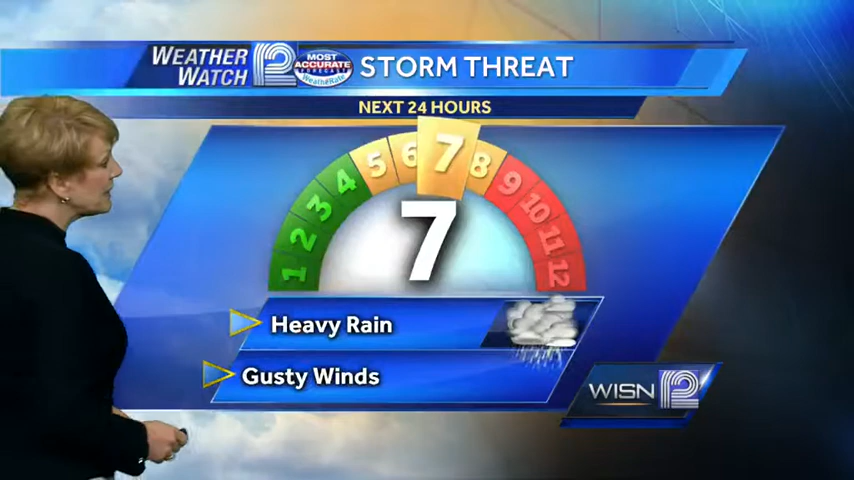 WEATHER WATCH 12
MOST ACCURATE FORECAST
WeatheRate
STORM THREAT
NEXT 24 HOURS
1 2 3 4 5 6 7 8 9 10 11 12
7
Heavy Rain
Gusty Winds
WISN 12